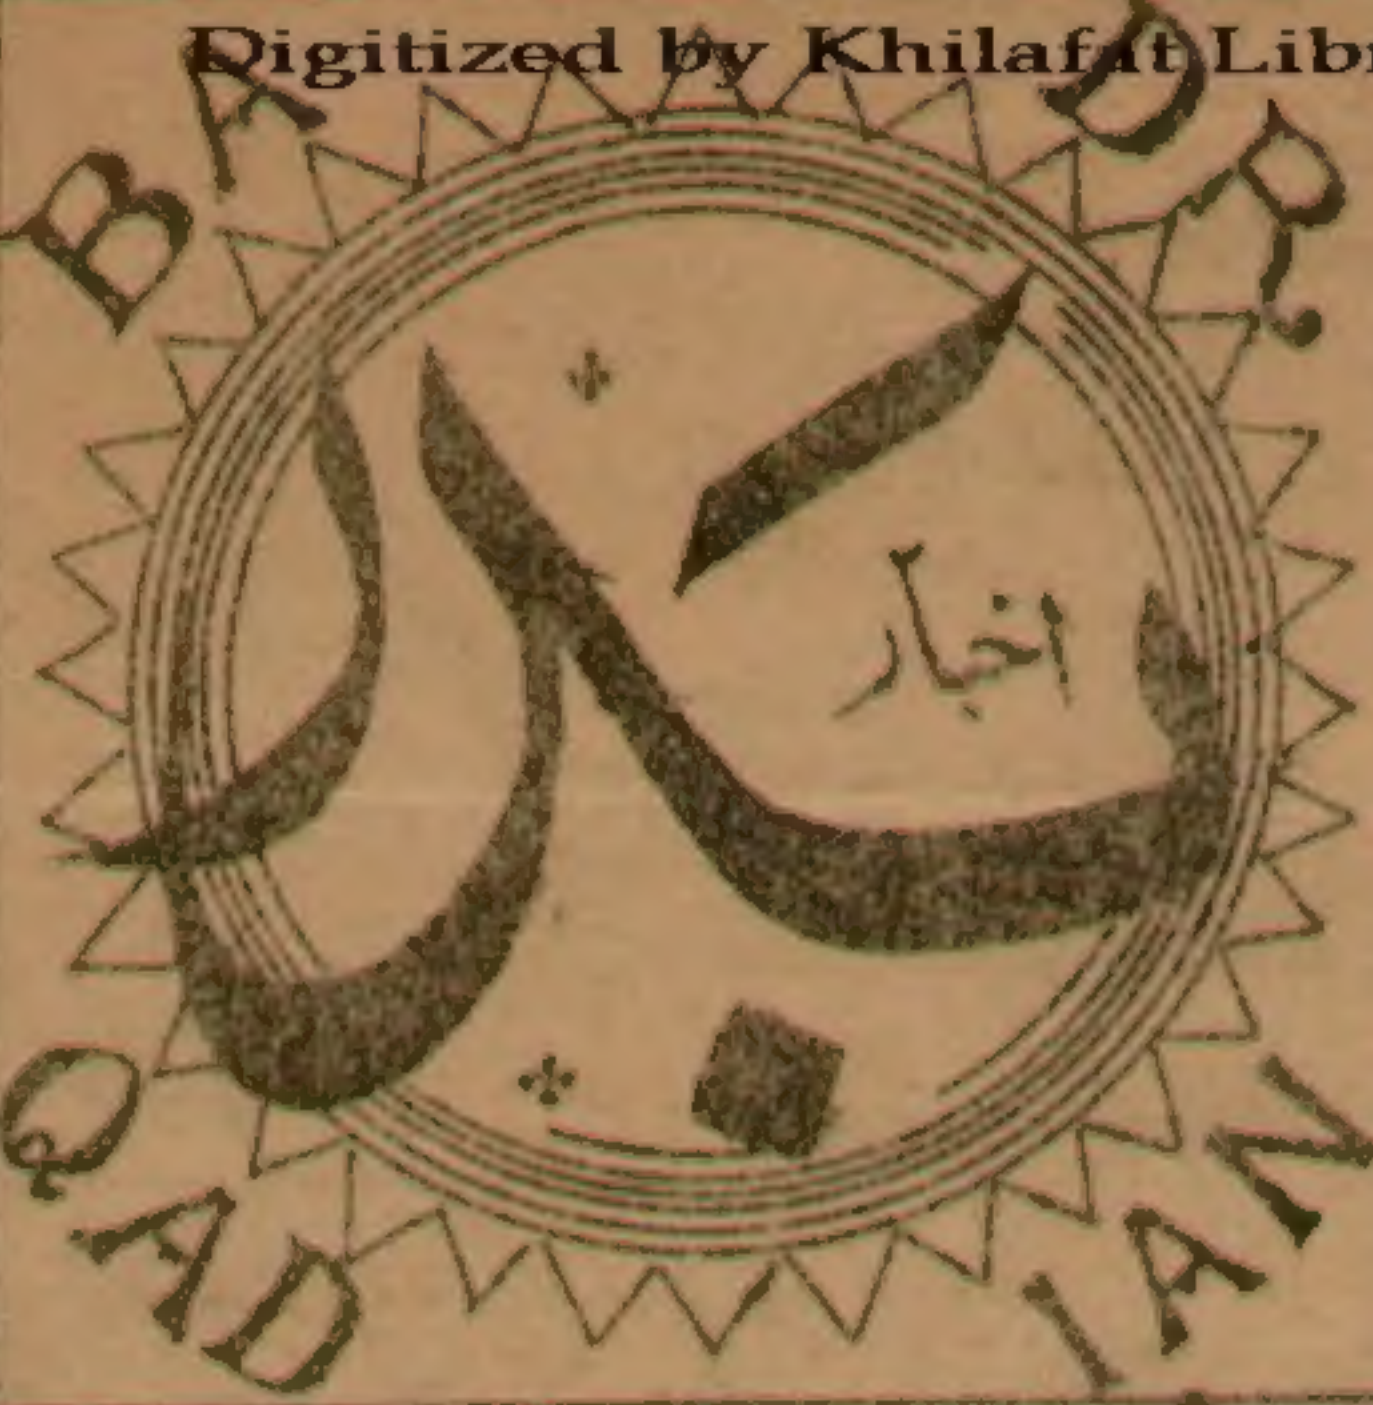 Digitized by Khilafat Libr
BADR
اخبار
بدر
QADIAN